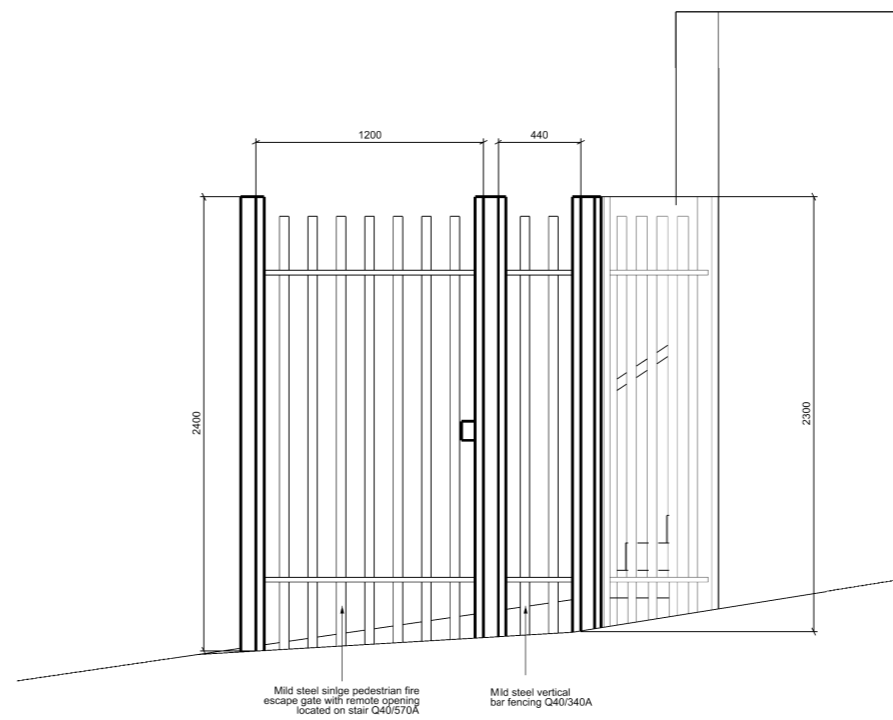 1200
440
2400
2300
Mild steel sinlge pedestrian fire
escape gate with remote opening
located on stair Q40/570A
Mild steel vertical
bar fencing Q40/340A